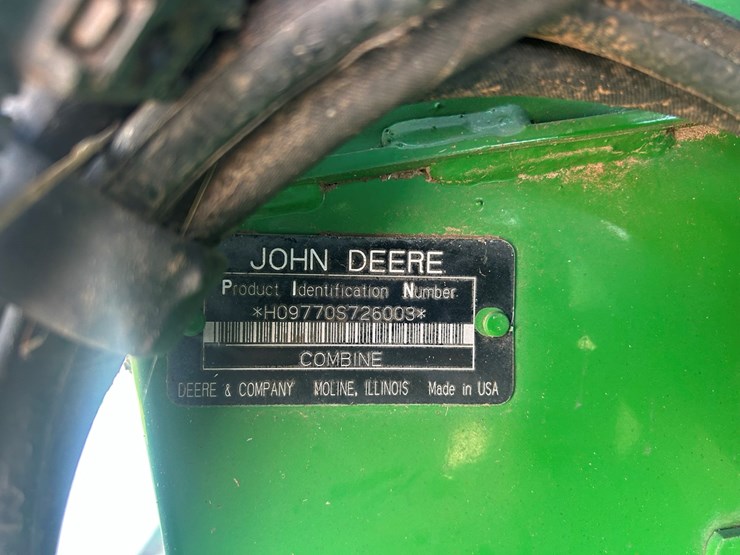 JOHN DEERE
Product Identification Number
*H09770S726003*
COMBINE
DEERE & COMPANY MOLINE, ILLINOIS Made in USA